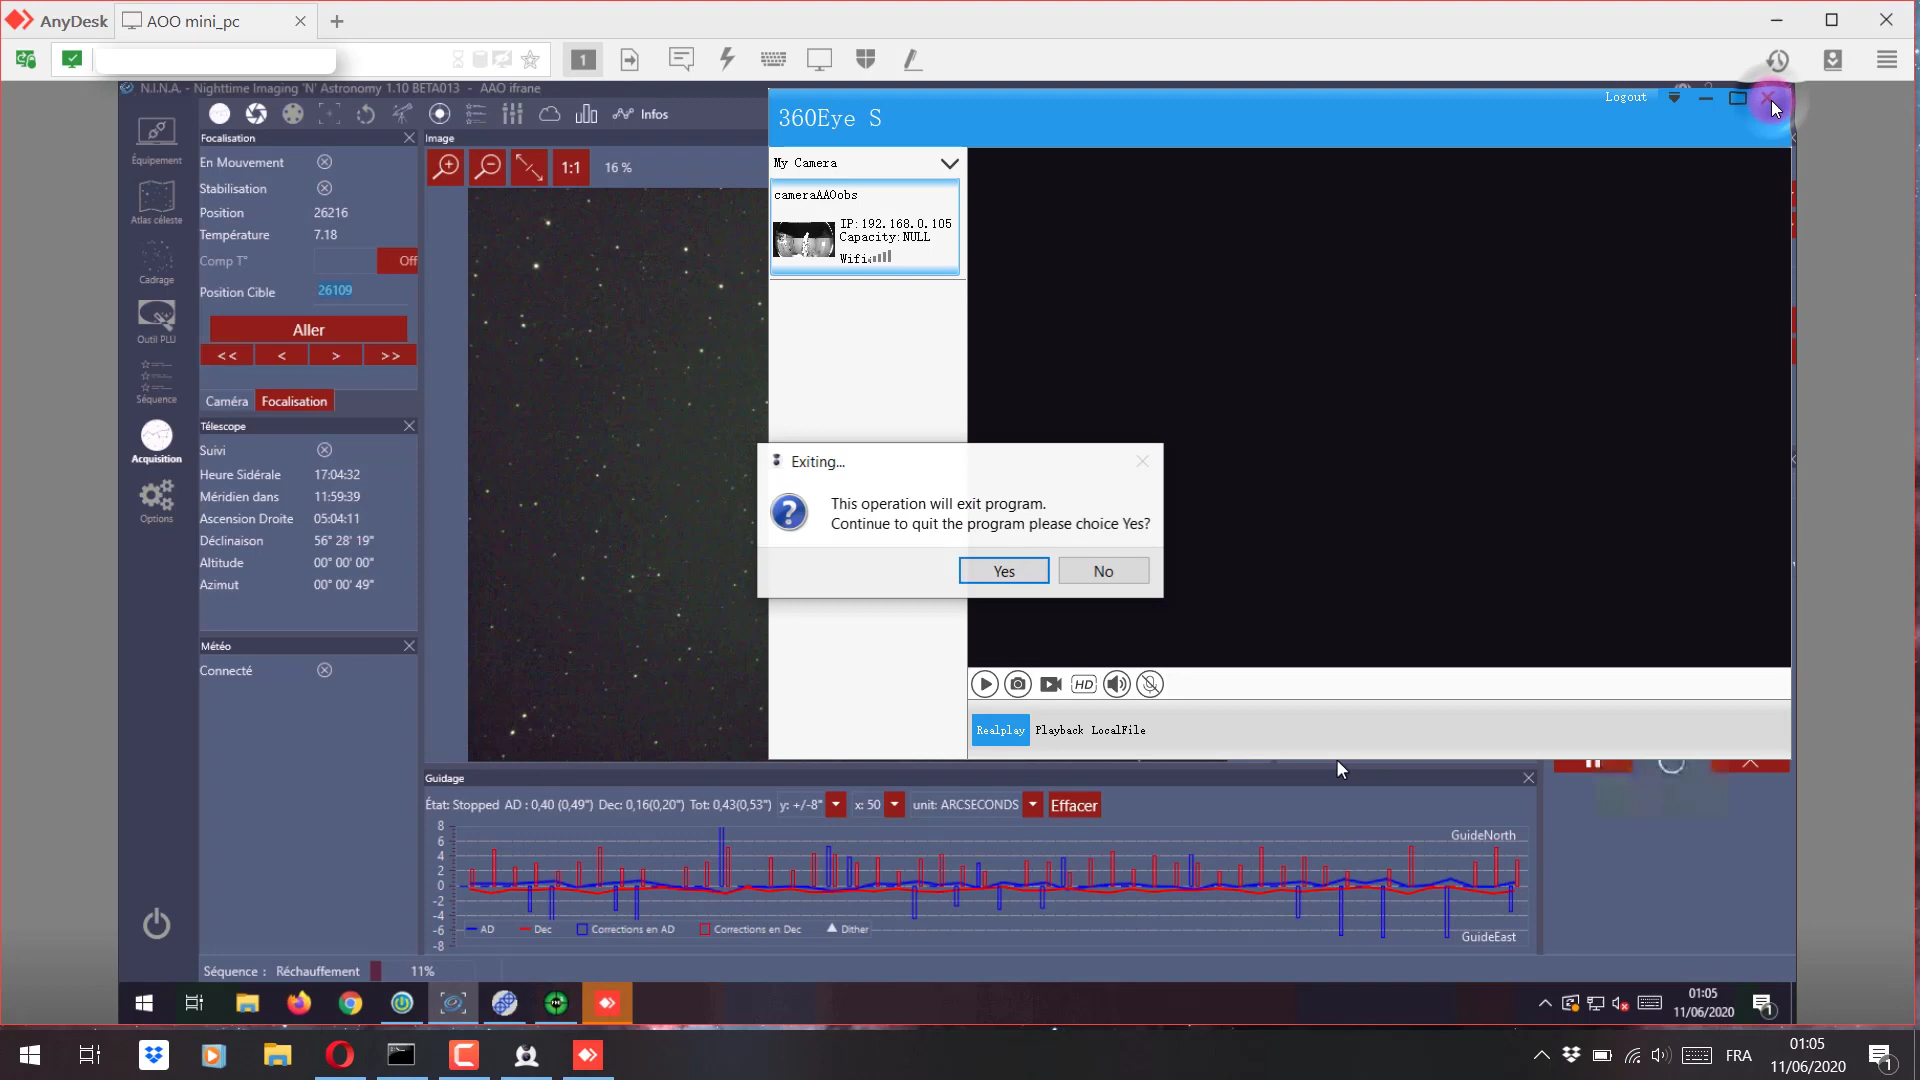 AnyDesk
AOO mini_pc
1
N.I.N.A. - Nighttime Imaging 'N' Astronomy 1.10 BETA013 - AAO ifrane
Infos
Équipement
Atlas céleste
Cadrage
Outil PLU
Séquence
Acquisition
Options
Focalisation
En Mouvement
Stabilisation
Position 26216
Température 7.18
Comp T° Off
Position Cible 26109
Aller
<< < > >>
Caméra Focalisation
Télescope
Suivi
Heure Sidérale 17:04:32
Méridien dans 11:59:39
Ascension Droite 05:04:11
Déclinaison 56° 28' 19"
Altitude 00° 00' 00"
Azimut 00° 00' 49"
Météo
Connecté
Image
1:1 16 %
360Eye S
Logout
My Camera
cameraAAOobs
IP:192.168.0.105
Capacity:NULL
Wifi:
Exiting...
This operation will exit program.
Continue to quit the program please choice Yes?
Yes No
HD
Realplay Playback LocalFile
Guidage
État: Stopped AD : 0,40 (0,49") Dec: 0,16(0,20") Tot: 0,43(0,53") y: +/-8" x: 50 unit: ARCSECONDS Effacer
8
6
4
2
0
-2
-4
-6
-8
GuideNorth
GuideEast
AD Dec Corrections en AD Corrections en Dec Dither
Séquence : Réchauffement 11%
01:05
11/06/2020
1
FRA
01:05
11/06/2020
1